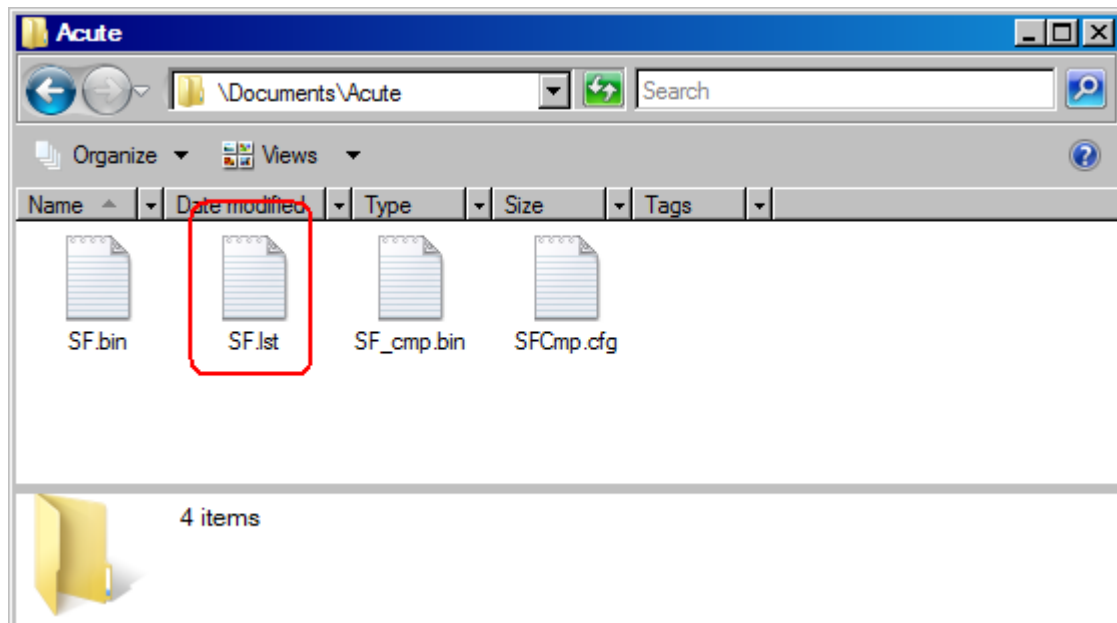 Acute
\Documents\Acute
Search
Organize Views
Name Date modified Type Size Tags
SF.bin SF.lst SF_cmp.bin SFCmp.cfg
4 items